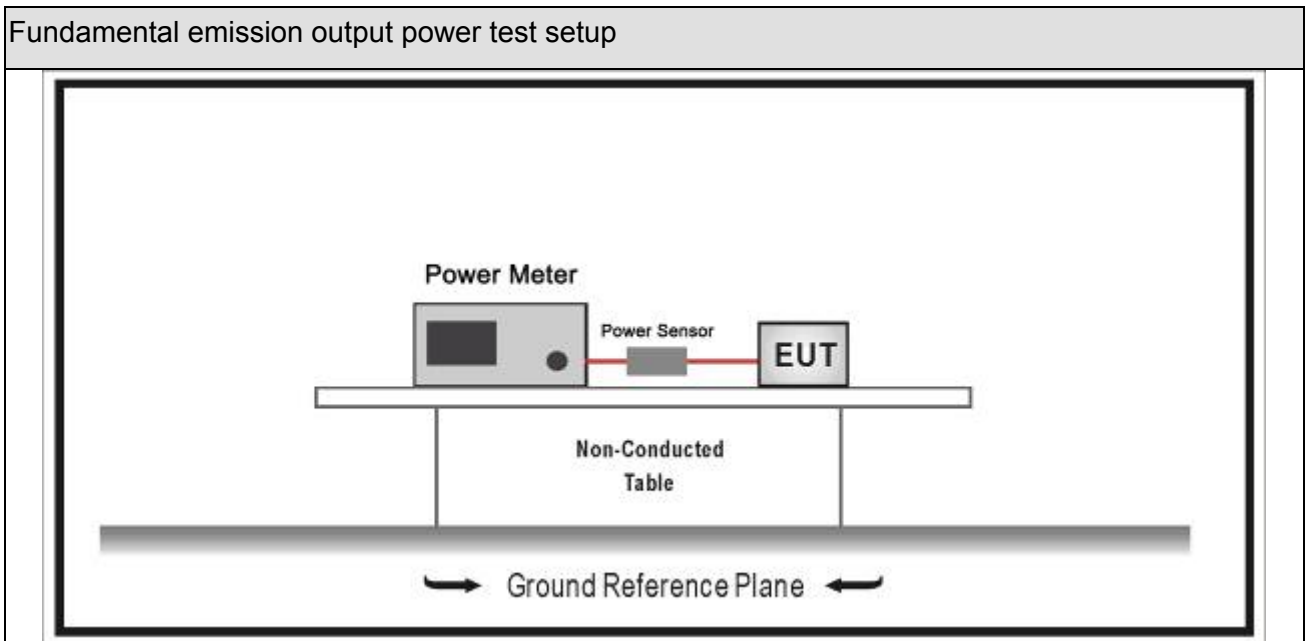 Fundamental emission output power test setup
Power Meter
Power Sensor
EUT
Non-Conducted
Table
Ground Reference Plane